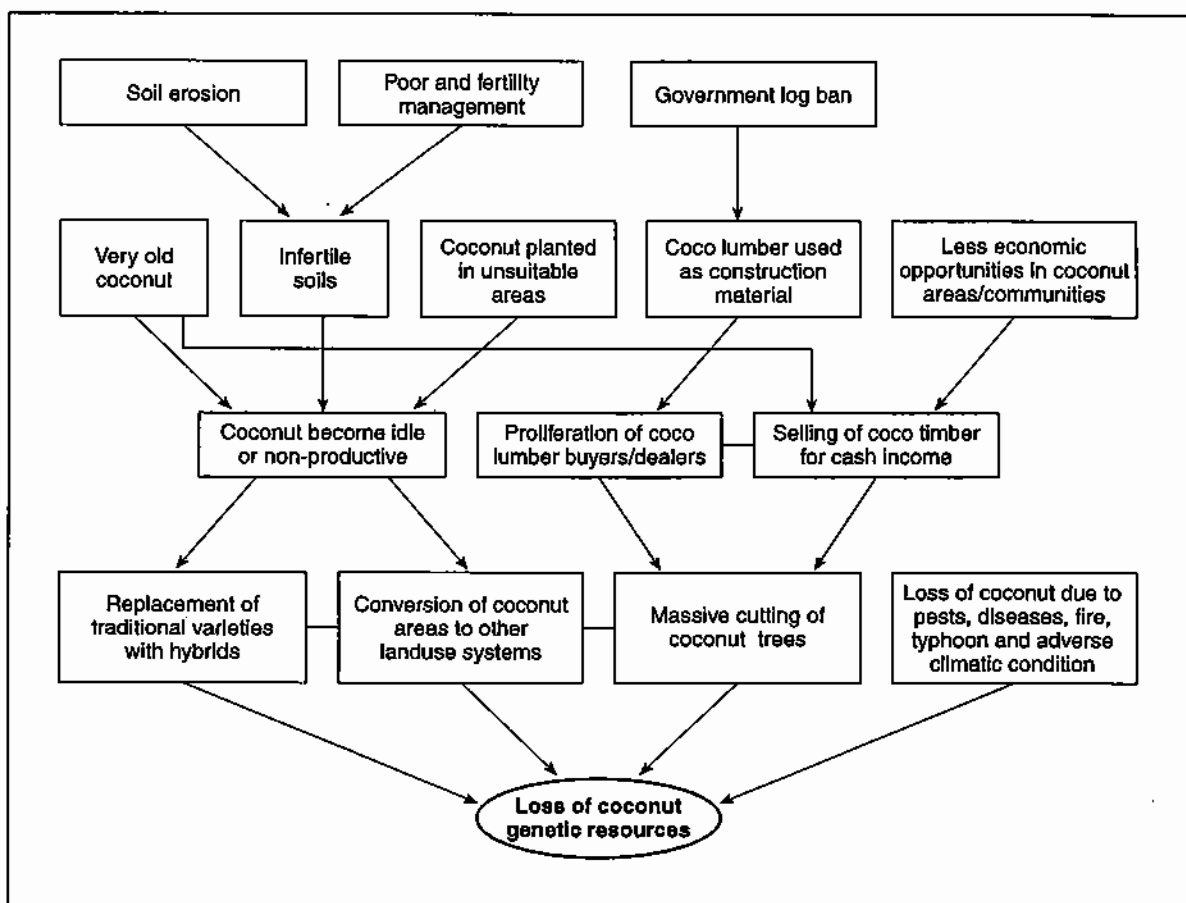 Soil erosion
Poor and fertility
management
Government log ban
Very old
coconut
Infertile
soils
Coconut planted
in unsuitable
areas
Coco lumber used
as construction
material
Less economic
opportunities in coconut
areas/communities
Coconut become idle
or non-productive
Proliferation of coco
lumber buyers/dealers
Selling of coco timber
for cash income
Replacement of
traditional varieties
with hybrids
Conversion of coconut
areas to other
landuse systems
Massive cutting of
coconut trees
Loss of coconut due to
pests, diseases, fire,
typhoon and adverse
climatic condition
Loss of coconut
genetic resources